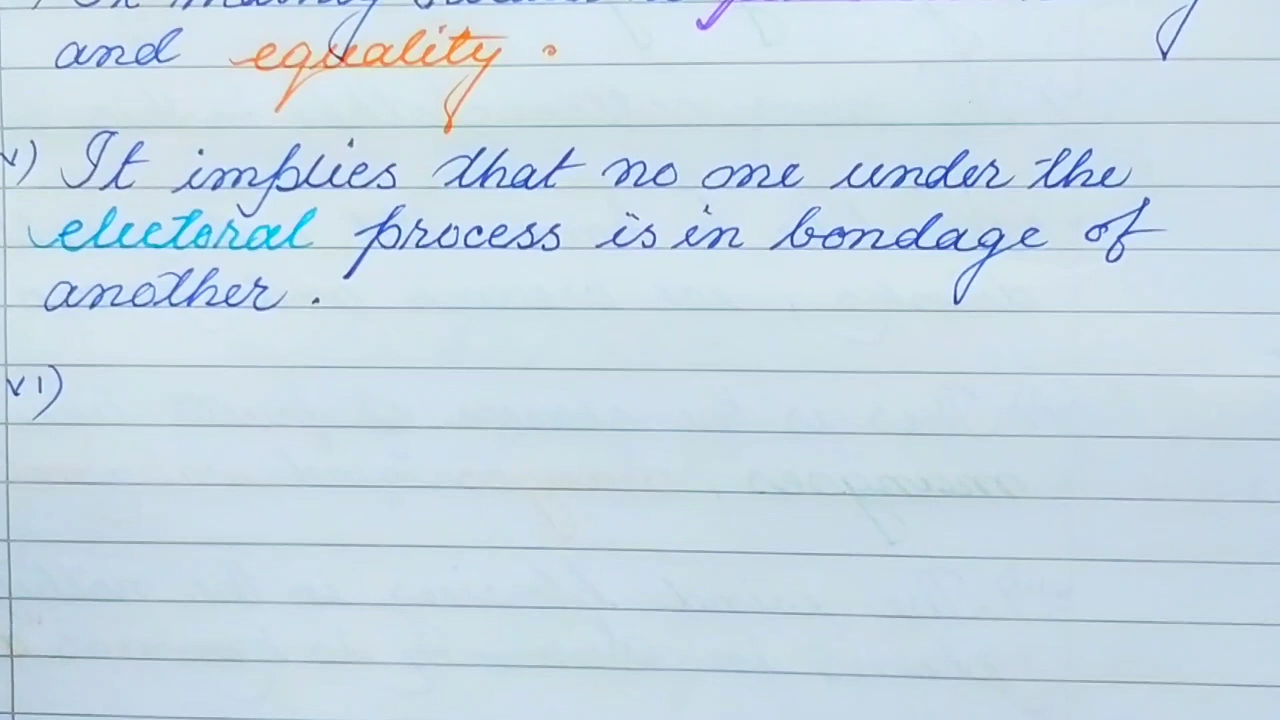 and equality.
v) It implies that no one under the
electoral process is in bondage of
another.
vi)